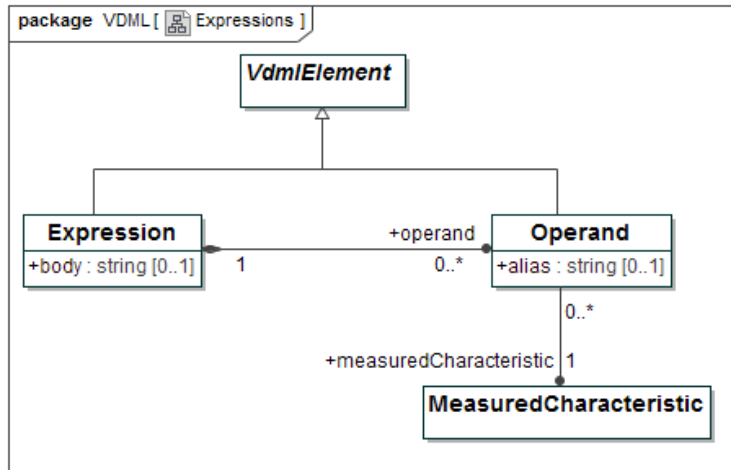 package VDML [ Expressions ]
VdmlElement
Expression
+body : string [0..1]
+operand
1
0..*
Operand
+alias : string [0..1]
0..*
+measuredCharacteristic 1
MeasuredCharacteristic